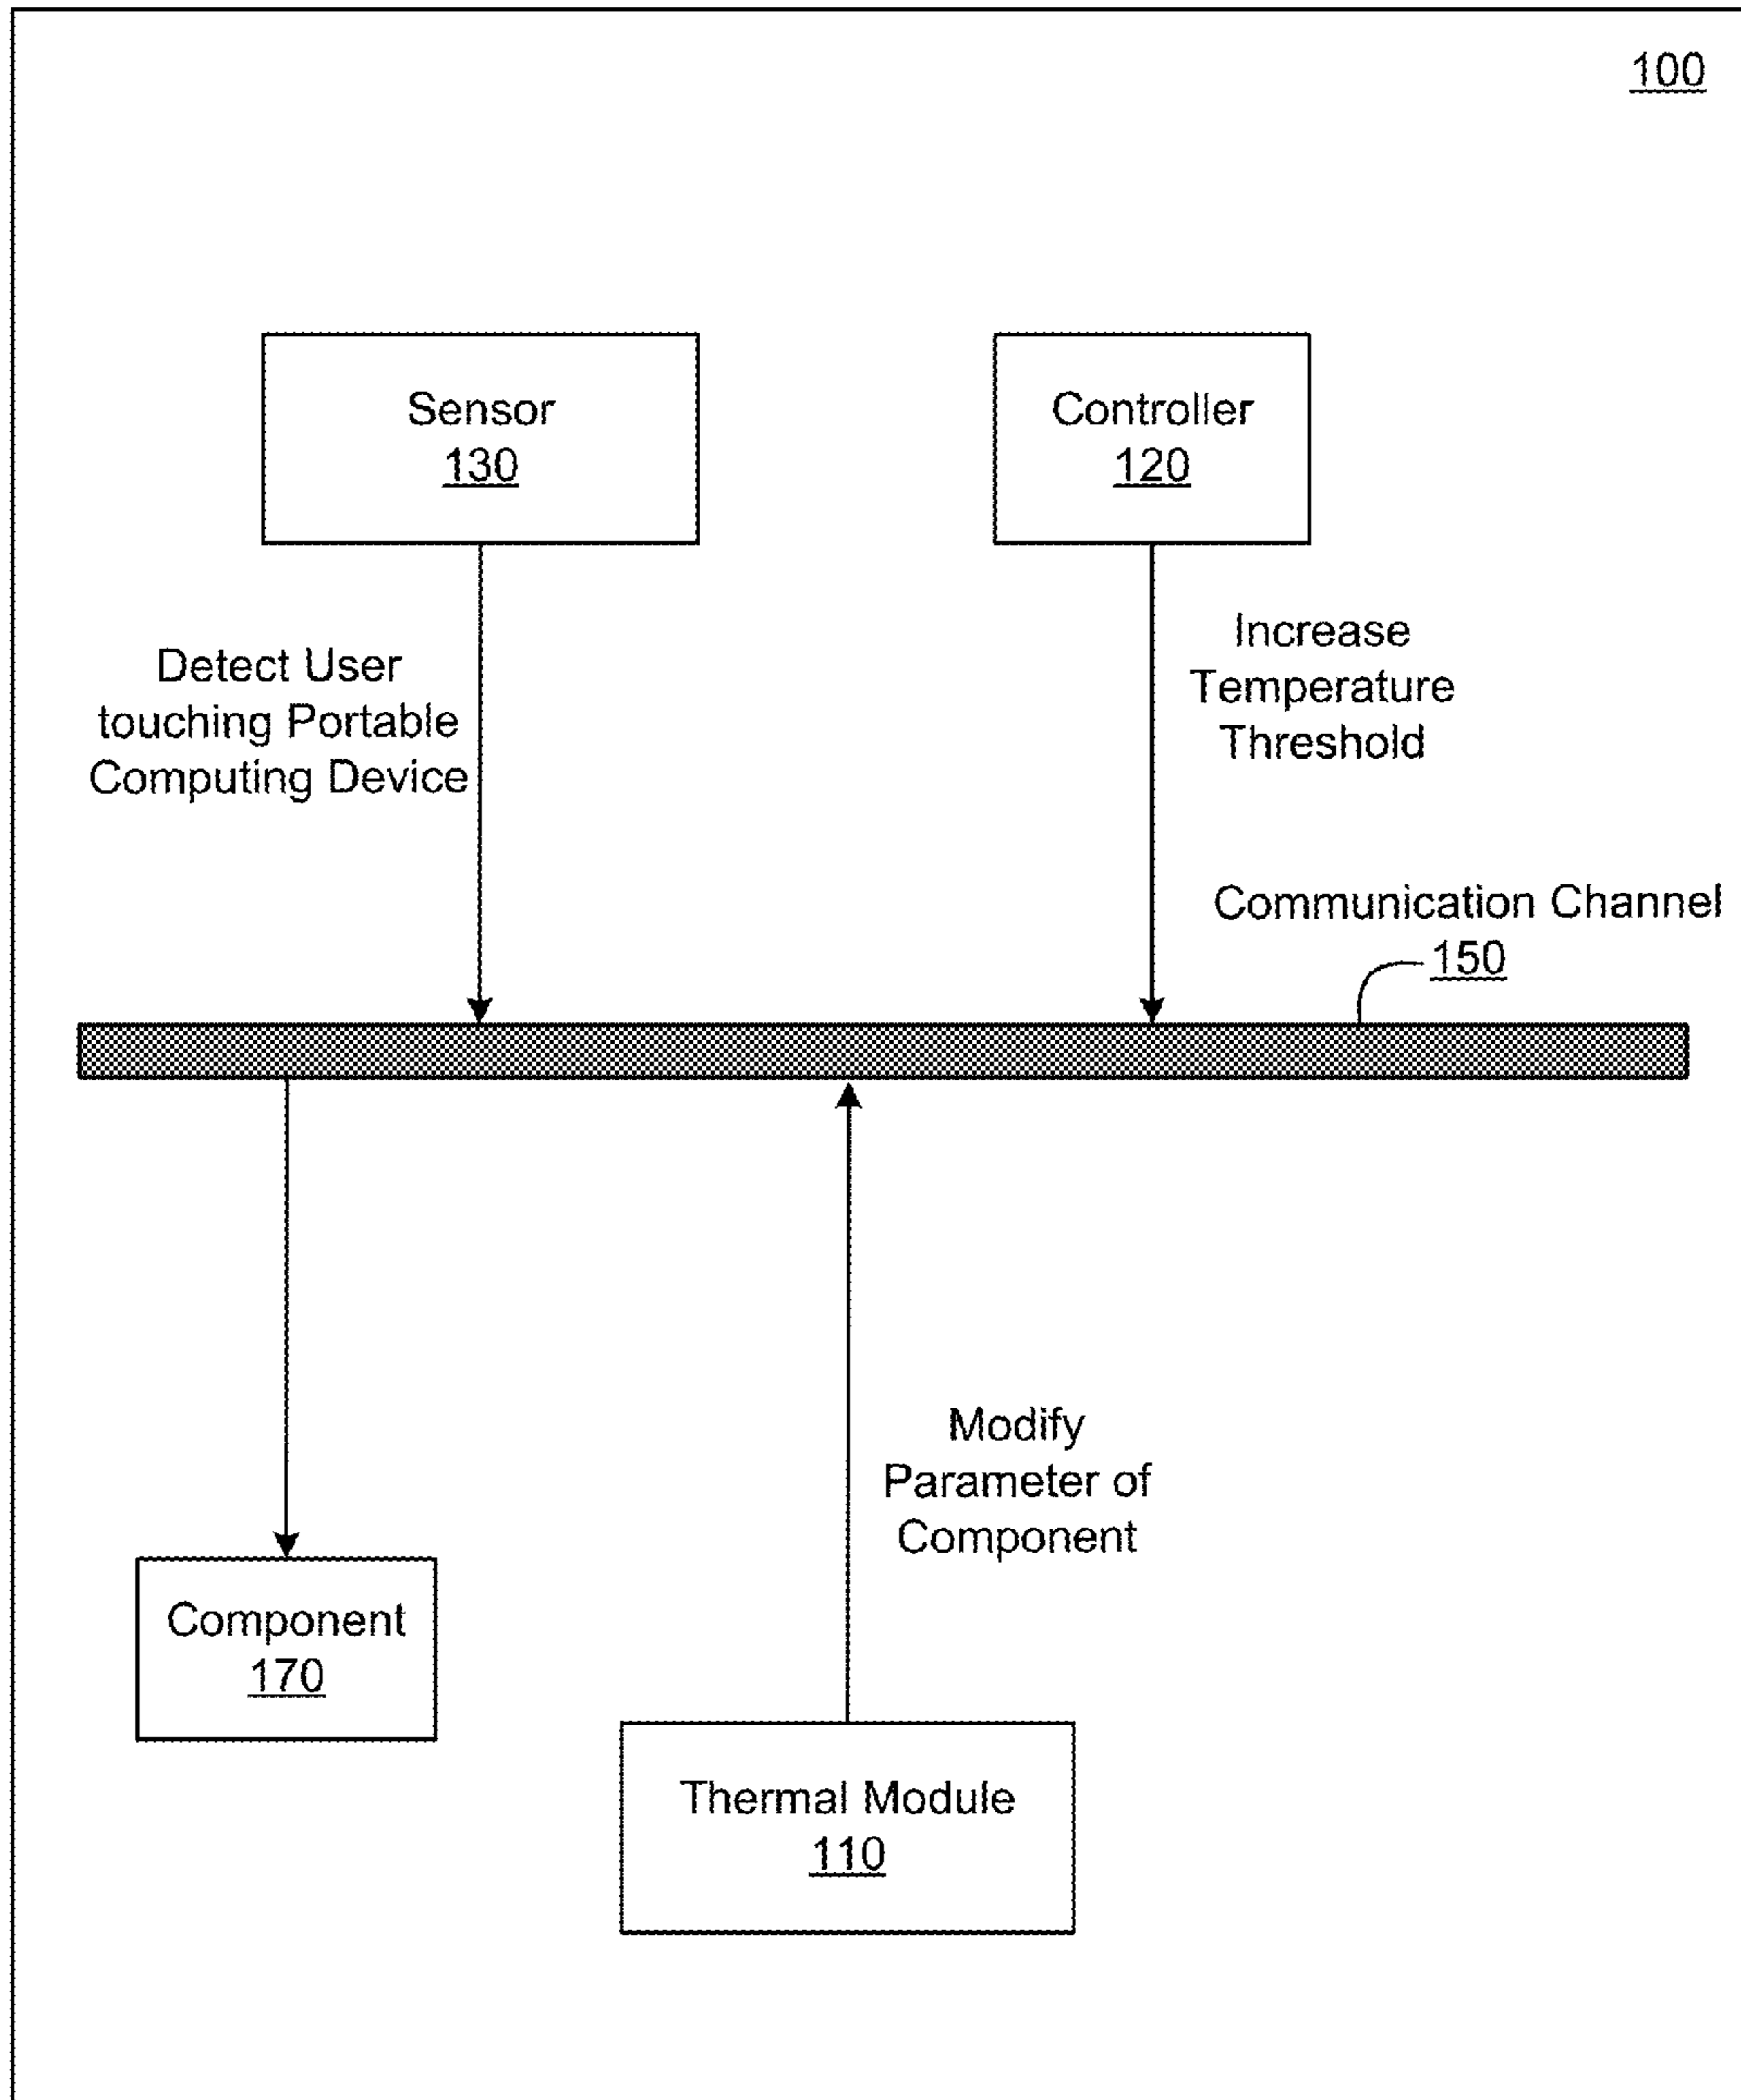 100
Sensor
130
Controller
120
Detect User
touching Portable
Computing Device
Increase
Temperature
Threshold
Communication Channel
150
Modify
Parameter of
Component
Component
170
Thermal Module
110